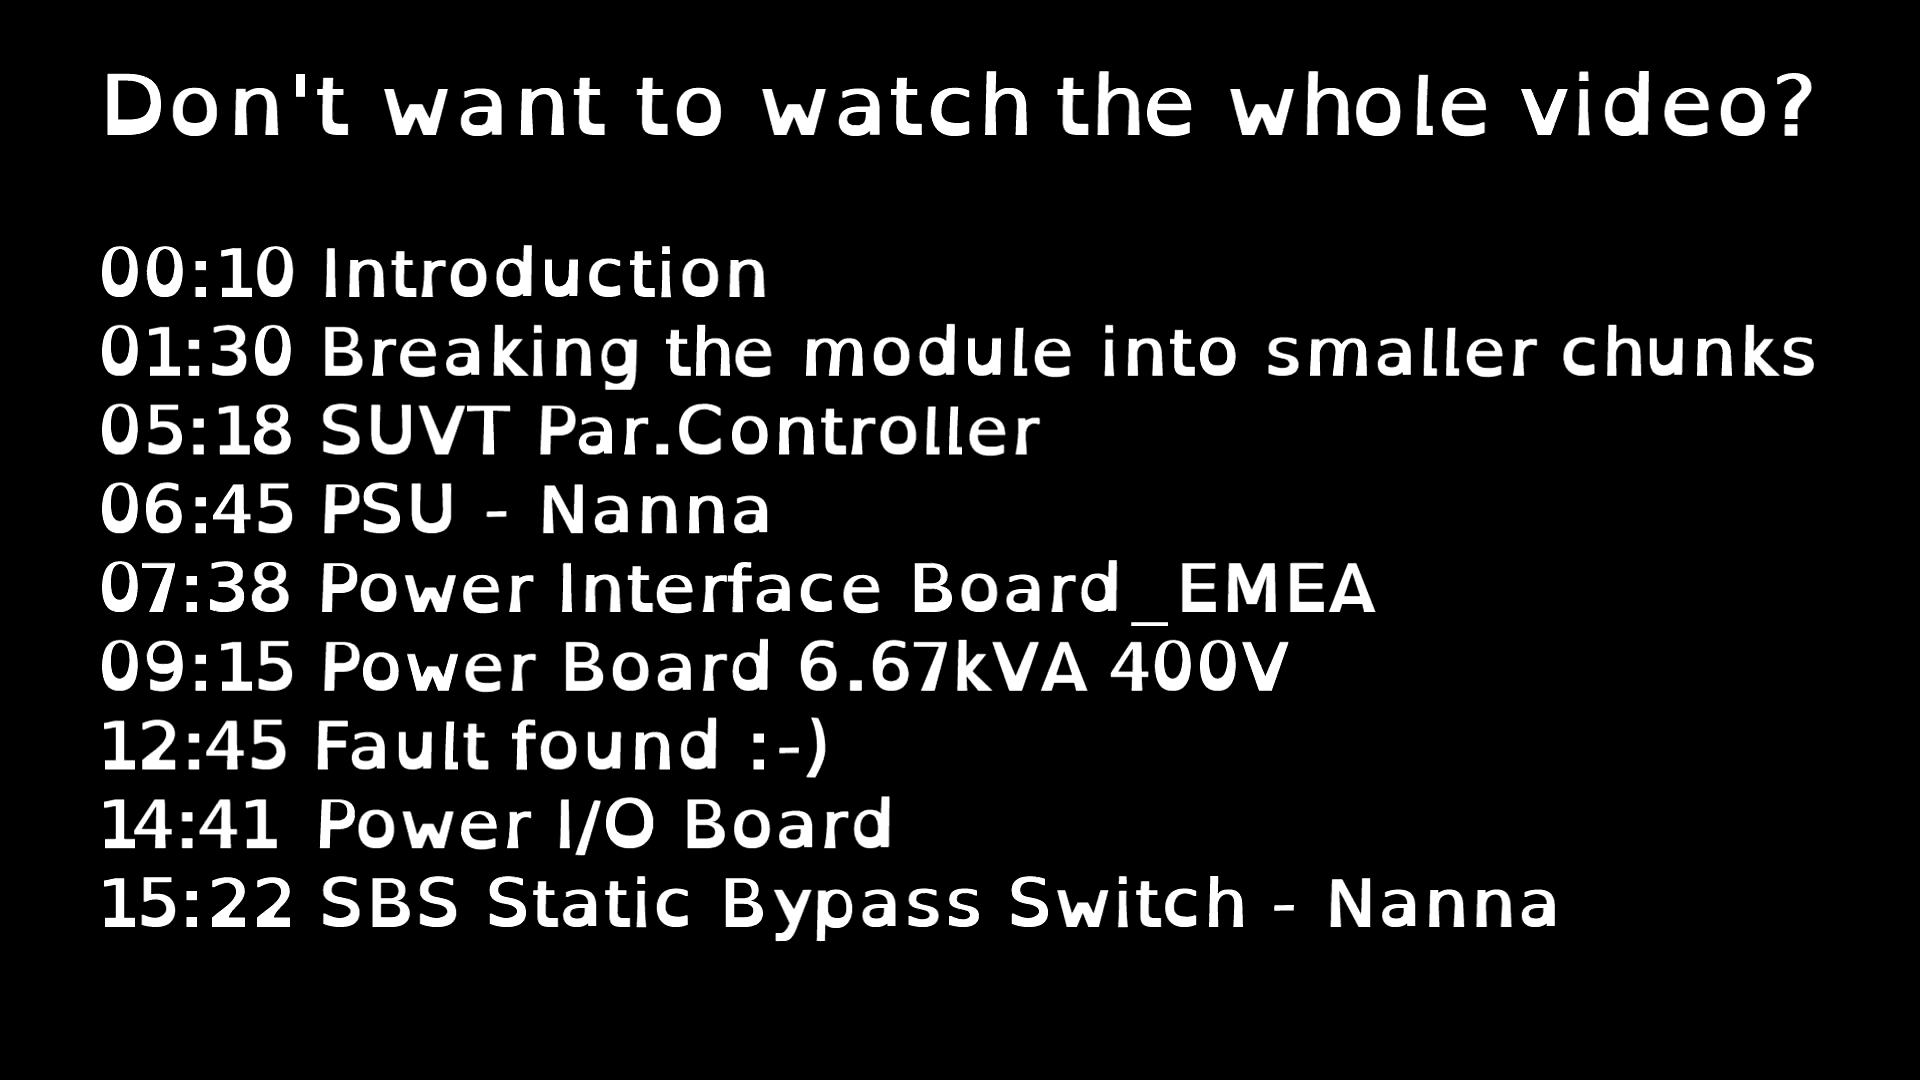 Don't want to watch the whole video?
00:10 Introduction
01:30 Breaking the module into smaller chunks
05:18 SUVT Par.Controller
06:45 PSU - Nanna
07:38 Power Interface Board_EMEA
09:15 Power Board 6.67kVA 400V
12:45 Fault found :-)
14:41 Power I/O Board
15:22 SBS Static Bypass Switch - Nanna